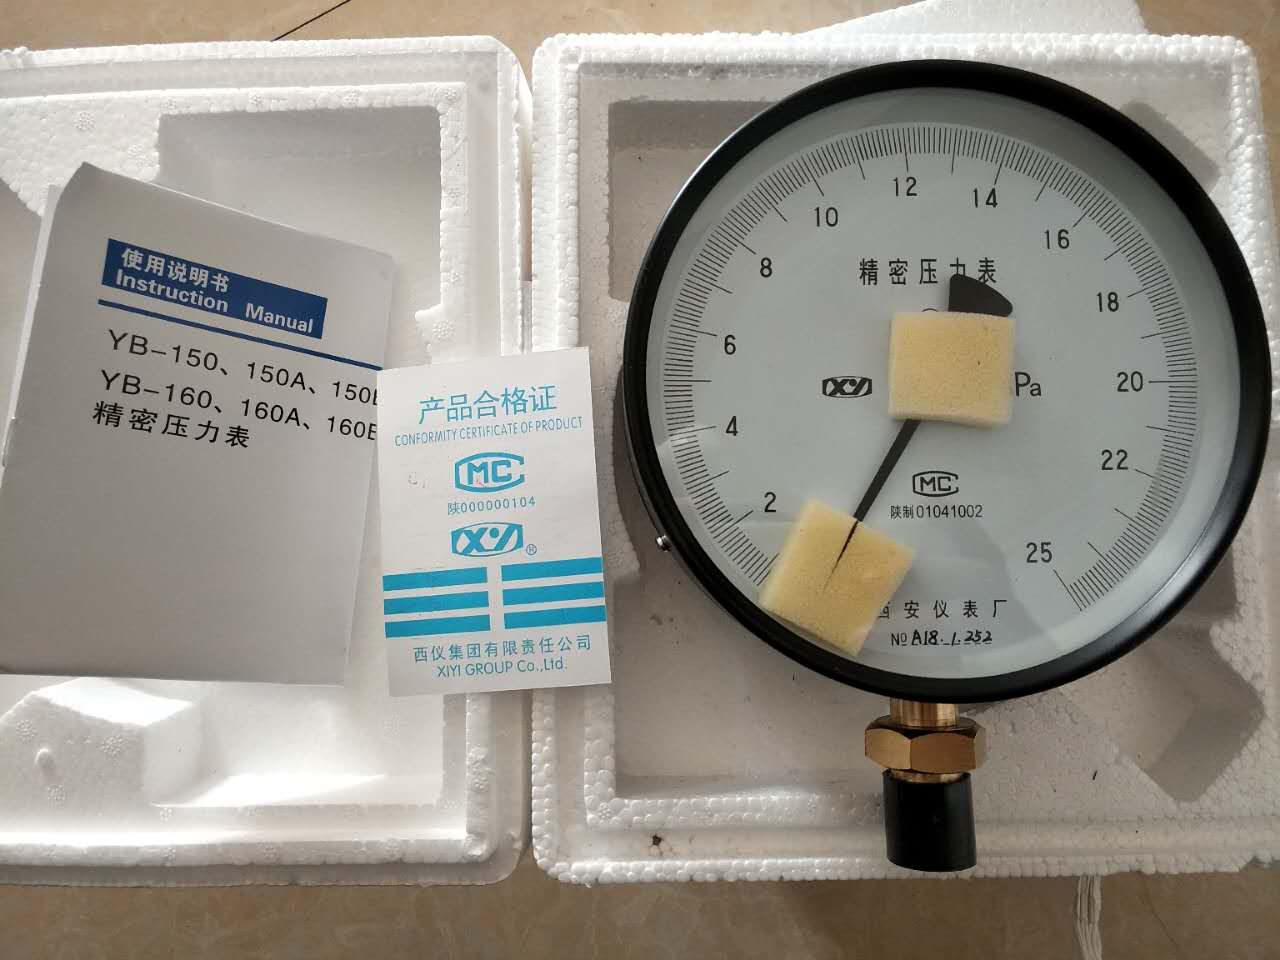 使用说明书
Instruction Manual
YB-150、150A、150B
YB-160、160A、160B
精密压力表
产品合格证
CONFORMITY CERTIFICATE OF PRODUCT
MC
陕000000104
XY®
西仪集团有限责任公司
XIYI GROUP Co.,Ltd.
2
4
6
8
10
12
14
16
18
20
22
25
精密压力表
XY
Pa
MC
陕制01041002
西安仪表厂
№ A18.1.252